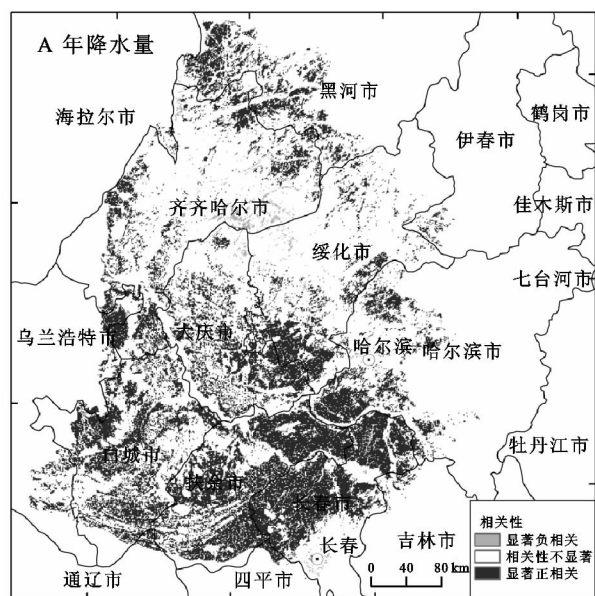 A 年降水量
黑河市
海拉尔市
鹤岗市
伊春市
齐齐哈尔市
佳木斯市
绥化市
七台河市
乌兰浩特市
大庆市
哈尔滨
哈尔滨市
牡丹江市
白城市
扶余市
长春市
长春
吉林市
通辽市
四平市
0 40 80 km
相关性
显著负相关
相关性不显著
显著正相关